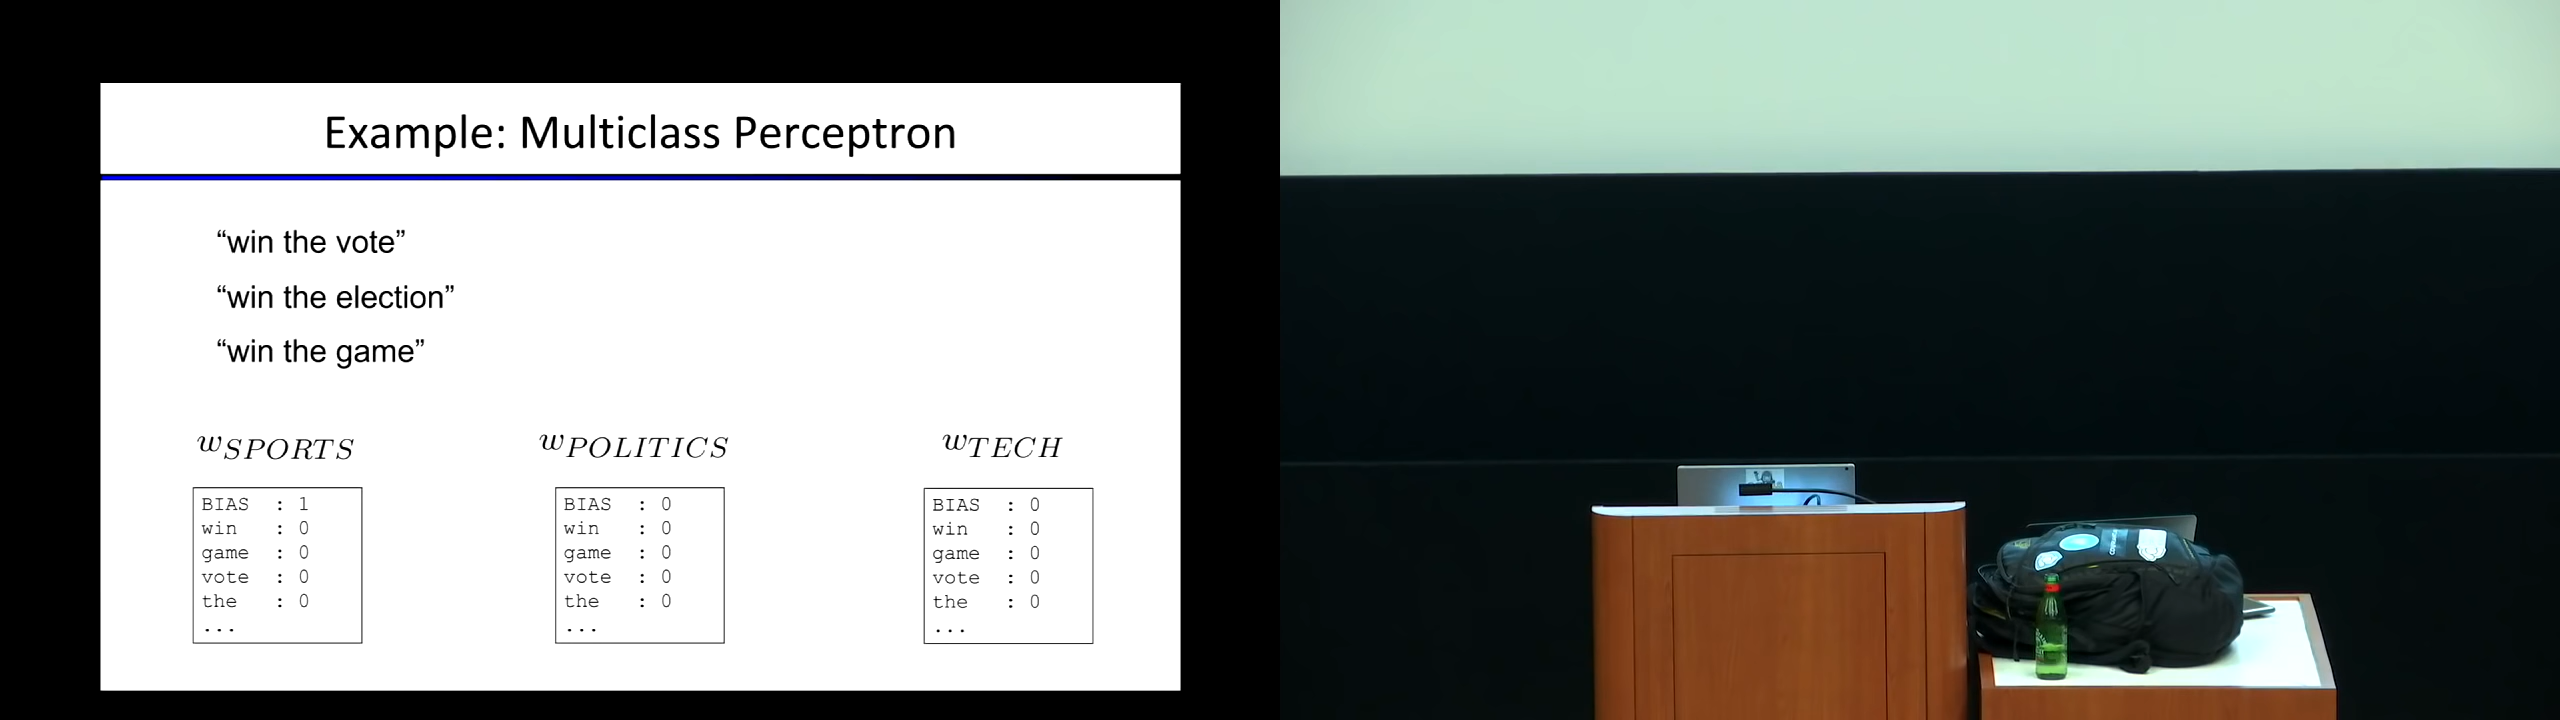 Example: Multiclass Perceptron
“win the vote”
“win the election”
“win the game”
wSPORTS
BIAS : 1
win : 0
game : 0
vote : 0
the : 0
...
wPOLITICS
BIAS : 0
win : 0
game : 0
vote : 0
the : 0
...
wTECH
BIAS : 0
win : 0
game : 0
vote : 0
the : 0
...